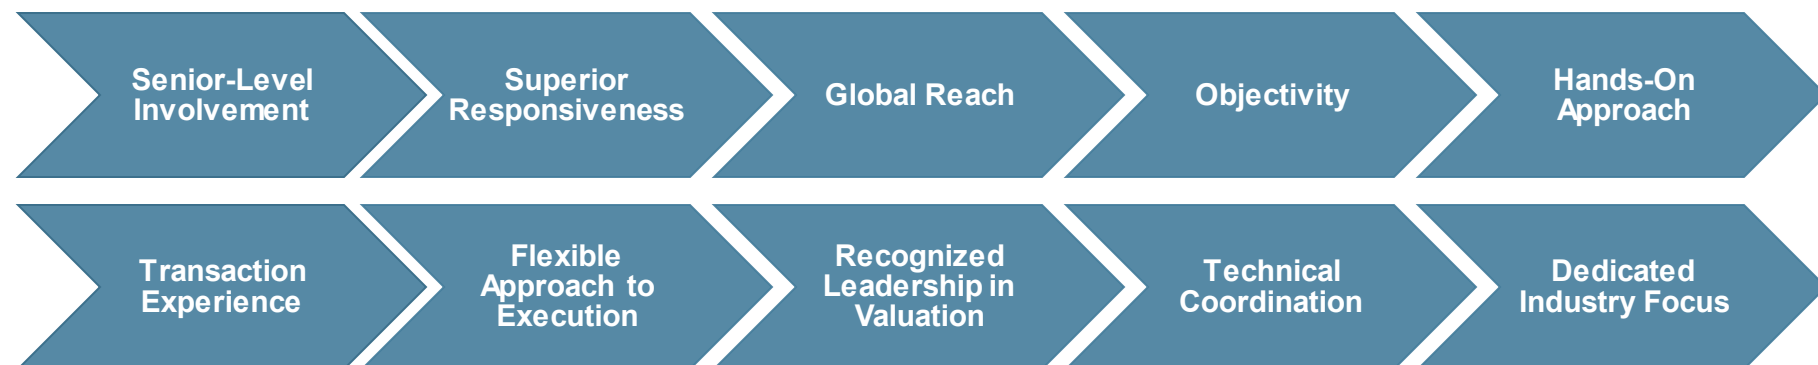 Senior-Level
Involvement
Superior
Responsiveness
Global Reach
Objectivity
Hands-On
Approach
Transaction
Experience
Flexible
Approach to
Execution
Recognized
Leadership in
Valuation
Technical
Coordination
Dedicated
Industry Focus